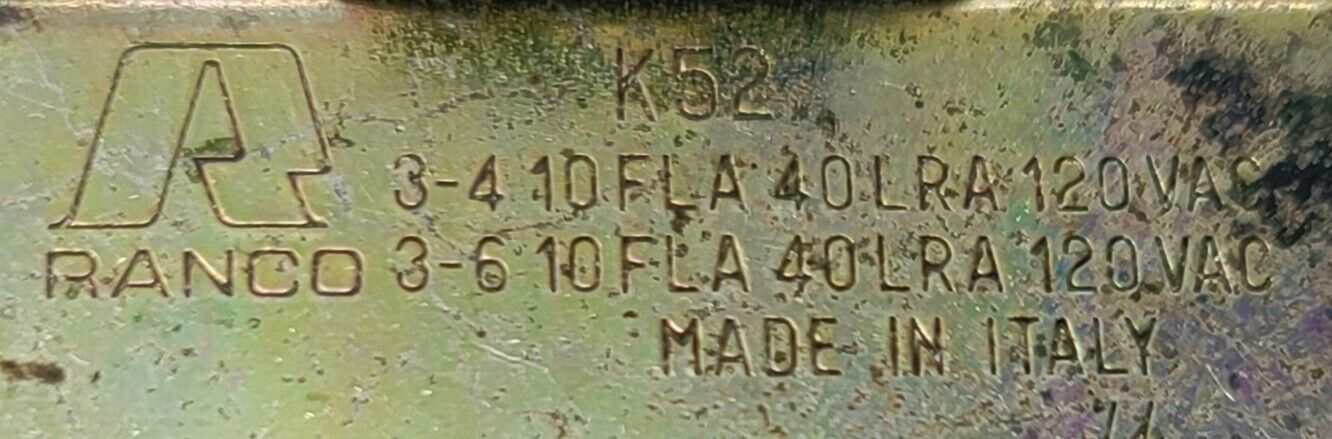 K52
3-4 10FLA 40LRA 120VAC
RANCO 3-6 10FLA 40LRA 120VAC
MADE IN ITALY